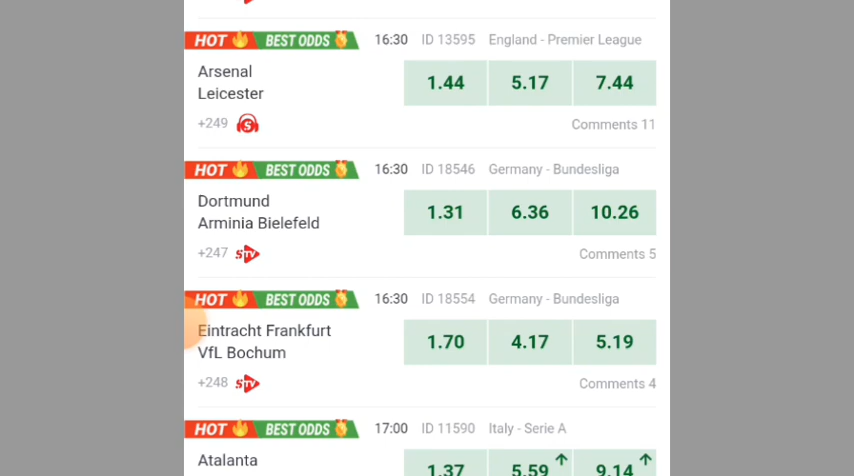 HOT BEST ODDS 16:30 ID 13595 England - Premier League
Arsenal
Leicester
1.44 5.17 7.44
+249 S Comments 11
HOT BEST ODDS 16:30 ID 18546 Germany - Bundesliga
Dortmund
Arminia Bielefeld
1.31 6.36 10.26
+247 STV Comments 5
HOT BEST ODDS 16:30 ID 18554 Germany - Bundesliga
Eintracht Frankfurt
VfL Bochum
1.70 4.17 5.19
+248 STV Comments 4
HOT BEST ODDS 17:00 ID 11590 Italy - Serie A
Atalanta
1.37 5.59 9.14